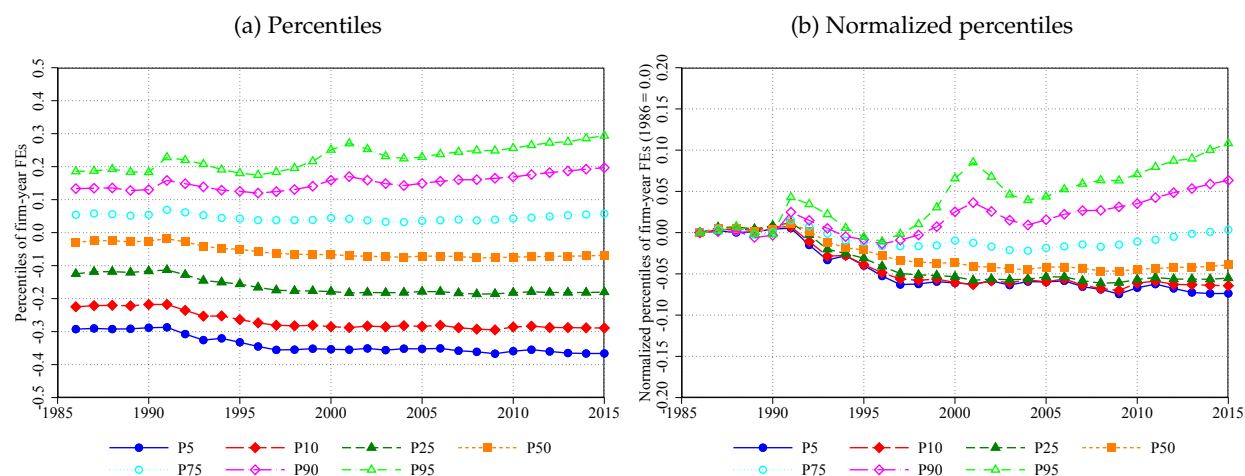 (a) Percentiles
Percentiles of firm-year FEs
0.5
0.4
0.3
0.2
0.1
0.0
-0.1
-0.2
-0.3
-0.4
-0.5
1985 1990 1995 2000 2005 2010 2015
P5 P10 P25 P50
P75 P90 P95
(b) Normalized percentiles
Normalized percentiles of firm-year FEs (1986 = 0.0)
0.20
0.15
0.10
0.05
0.00
-0.05
-0.10
-0.15
-0.20
1985 1990 1995 2000 2005 2010 2015
P5 P10 P25 P50
P75 P90 P95